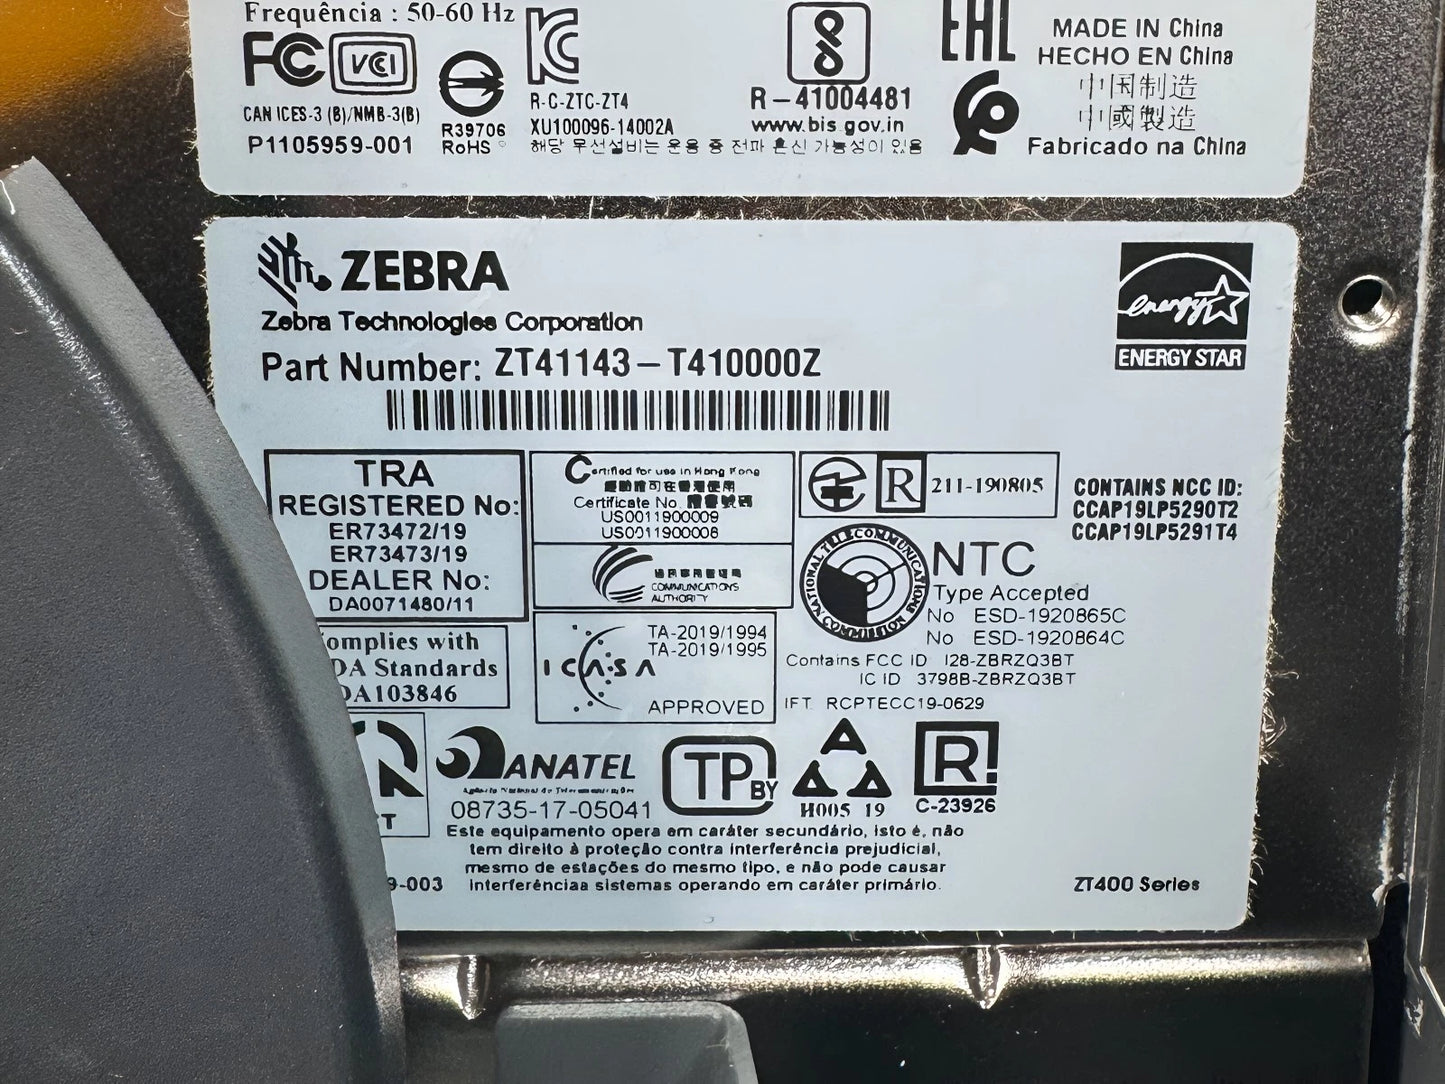 Frequência : 50-60 Hz
FC
VCI
CAN ICES-3 (B)/NMB-3(B)
P1105959-001
R39706
RoHS
R-C-ZTC-ZT4
XU100096-14002A
해당 무선설비는 운용 중 전파 혼신 가능성이 있음
R-41004481
www.bis.gov.in
EAC
MADE IN China
HECHO EN China
中国制造
中國製造
Fabricado na China
ZEBRA
Zebra Technologies Corporation
Part Number: ZT41143-T410000Z
energy
ENERGY STAR
TRA
REGISTERED No:
ER73472/19
ER73473/19
DEALER No:
DA0071480/11
Certified for use in Hong Kong
Certificate No.
US0011900009
US0011900008
COMMUNICATIONS
AUTHORITY
R 211-190805
CONTAINS NCC ID:
CCAP19LP5290T2
CCAP19LP5291T4
NATIONAL TELECOMMUNICATIONS COMMISSION
NTC
Type Accepted
No ESD-1920865C
No ESD-1920864C
omplies with
DA Standards
DA103846
ICASA
TA-2019/1994
TA-2019/1995
APPROVED
Contains FCC ID I28-ZBRZQ3BT
IC ID 3798B-ZBRZQ3BT
IFT RCPTECC19-0629
T
ANATEL
08735-17-05041
TP BY
H005 19
R!
C-23926
Este equipamento opera em caráter secundário, isto é, não
tem direito à proteção contra interferência prejudicial,
mesmo de estações do mesmo tipo, e não pode causar
interferênciaa sistemas operando em caráter primário.
9-003
ZT400 Series